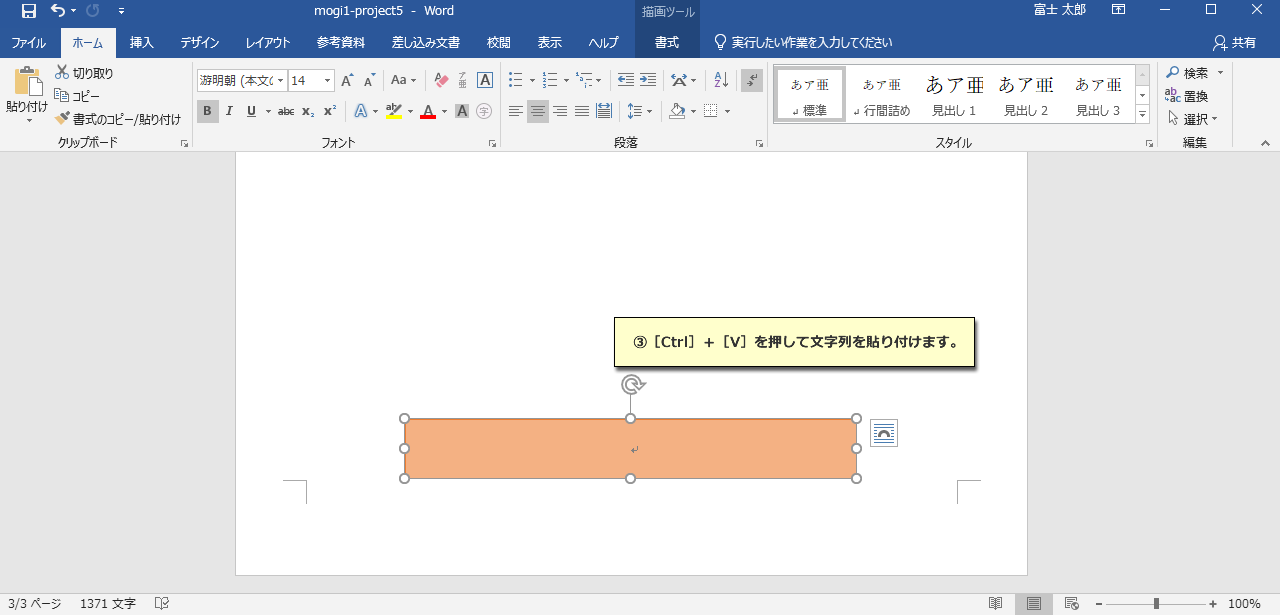 mogi1-project5 - Word
描画ツール
富士 太郎
ファイル ホーム 挿入 デザイン レイアウト 参考資料 差し込み文書 校閲 表示 ヘルプ 書式 実行したい作業を入力してください 共有
貼り付け
切り取り
コピー
書式のコピー/貼り付け
クリップボード
游明朝 (本文の
14
A A Aa A
B I U abc x₂ x² A ab A A 字
フォント
段落
あア亜 あア亜 あア亜 あア亜 あア亜
標準 行間詰め 見出し 1 見出し 2 見出し 3
スタイル
検索
置換
選択
編集
③［Ctrl］＋［V］を押して文字列を貼り付けます。
3/3 ページ 1371 文字
100%